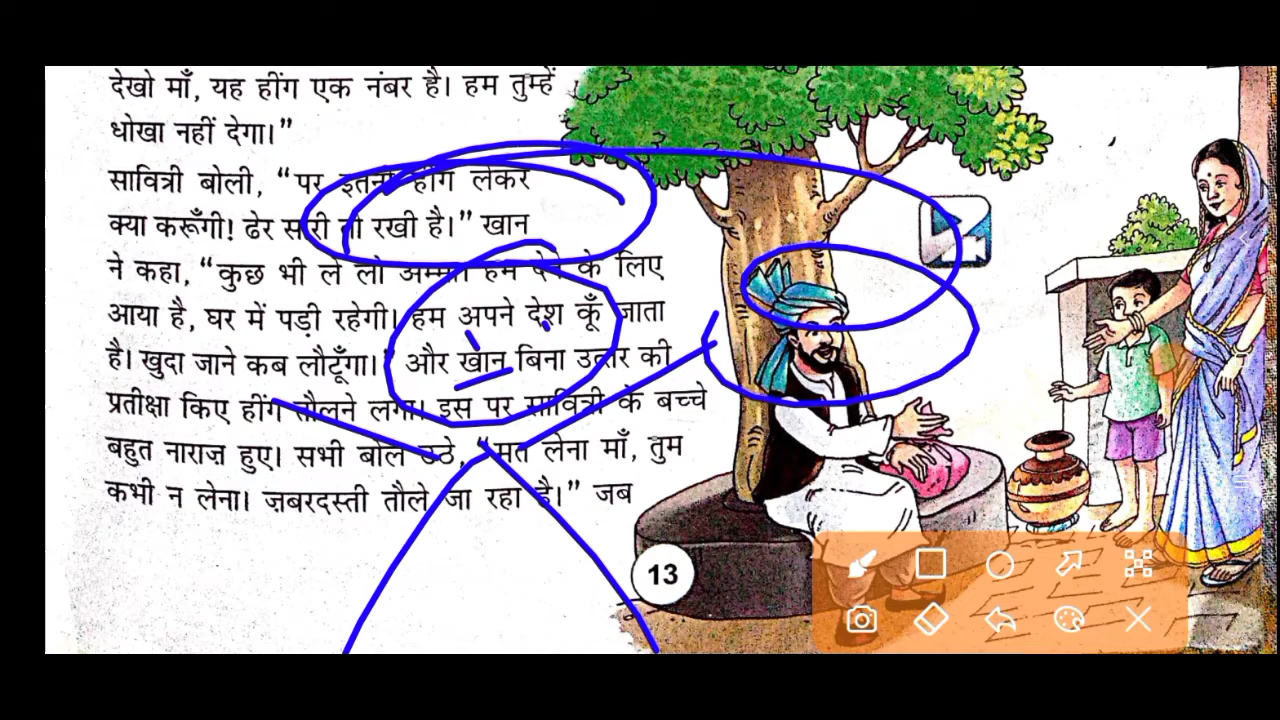 देखो माँ, यह हींग एक नंबर है। हम तुम्हें
धोखा नहीं देगा।”
सावित्री बोली, “पर इतनी हींग लेकर
क्या करूँगी! ढेर सारी तो रखी है।” खान
ने कहा, “कुछ भी ले लो अम्मा! हम देने के लिए
आया है, घर में पड़ी रहेगी। हम अपने देश कूँ जाता
है। खुदा जाने कब लौटूँगा।” और खान बिना उत्तर की
प्रतीक्षा किए हींग तौलने लगा। इस पर सावित्री के बच्चे
बहुत नाराज़ हुए। सभी बोल उठे, “मत लेना माँ, तुम
कभी न लेना। ज़बरदस्ती तौले जा रहा है।” जब
13